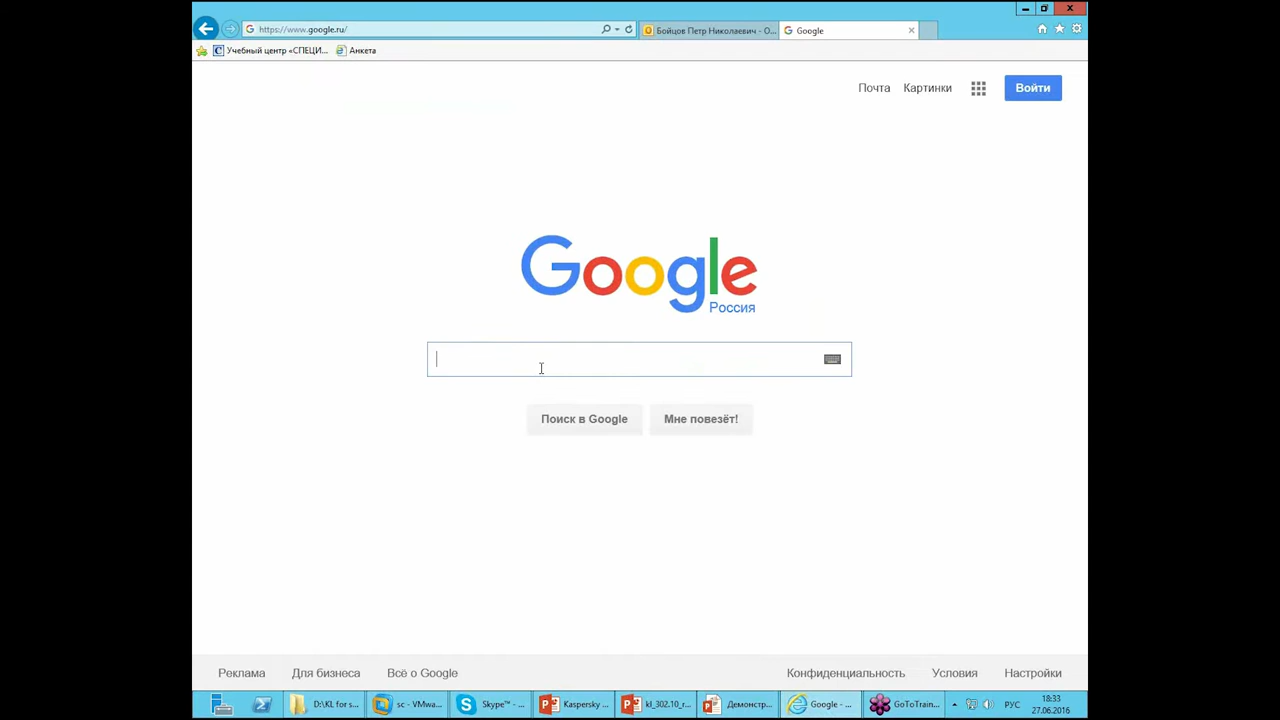 https://www.google.ru/
Бойцов Петр Николаевич - О...
Google
Учебный центр «СПЕЦИ...
Анкета
Почта
Картинки
Войти
Google
Россия
Поиск в Google
Мне повезёт!
Реклама
Для бизнеса
Всё о Google
Конфиденциальность
Условия
Настройки
D:\KL for s...
sc - VMwa...
Skype™ - ...
Kaspersky ...
kl_302.10_r...
Демонстр...
Google - ...
GoToTrain...
РУС
18:33
27.06.2016